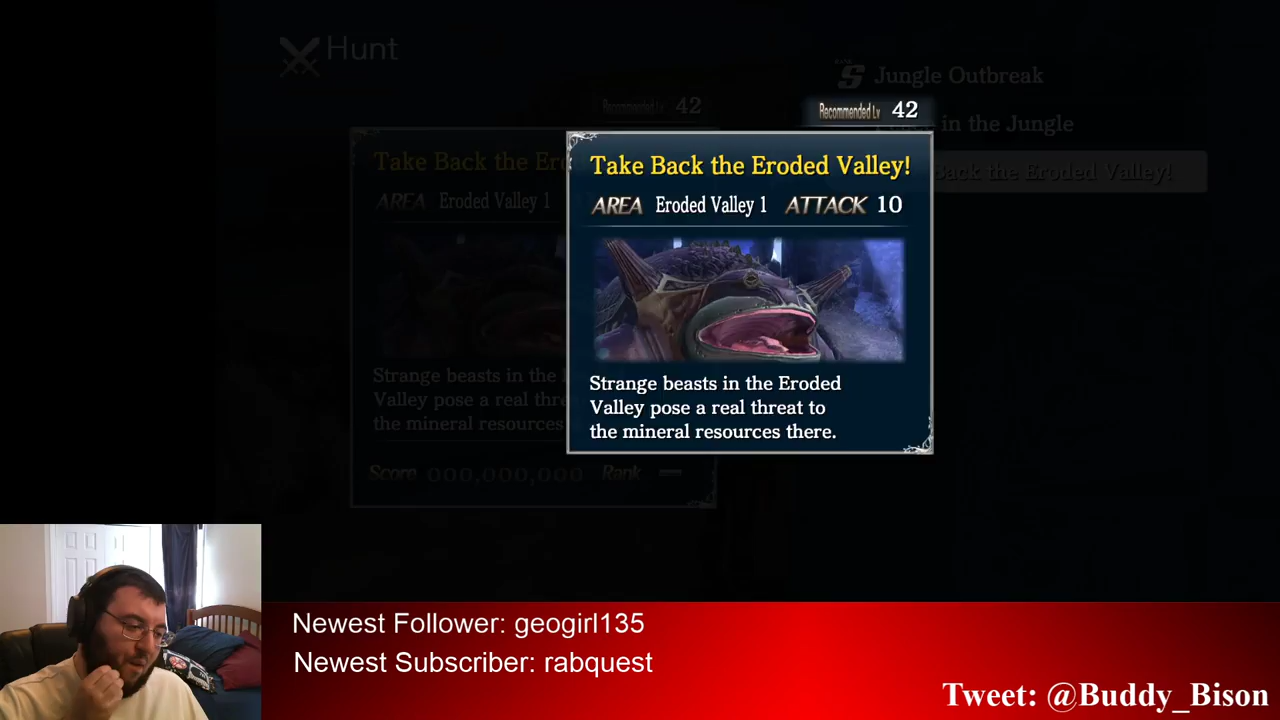 Hunt
Recommended Lv 42
Take Back the Ero
AREA Eroded Valley 1
Strange beasts in the
Valley pose a real thre
the mineral resources
Score 000,000,000 Rank
S Jungle Outbreak
in the Jungle
Back the Eroded Valley!
Recommended Lv 42
Take Back the Eroded Valley!
AREA Eroded Valley 1 ATTACK 10
Strange beasts in the Eroded
Valley pose a real threat to
the mineral resources there.
Newest Follower: geogirl135
Newest Subscriber: rabquest
Tweet: @Buddy_Bison